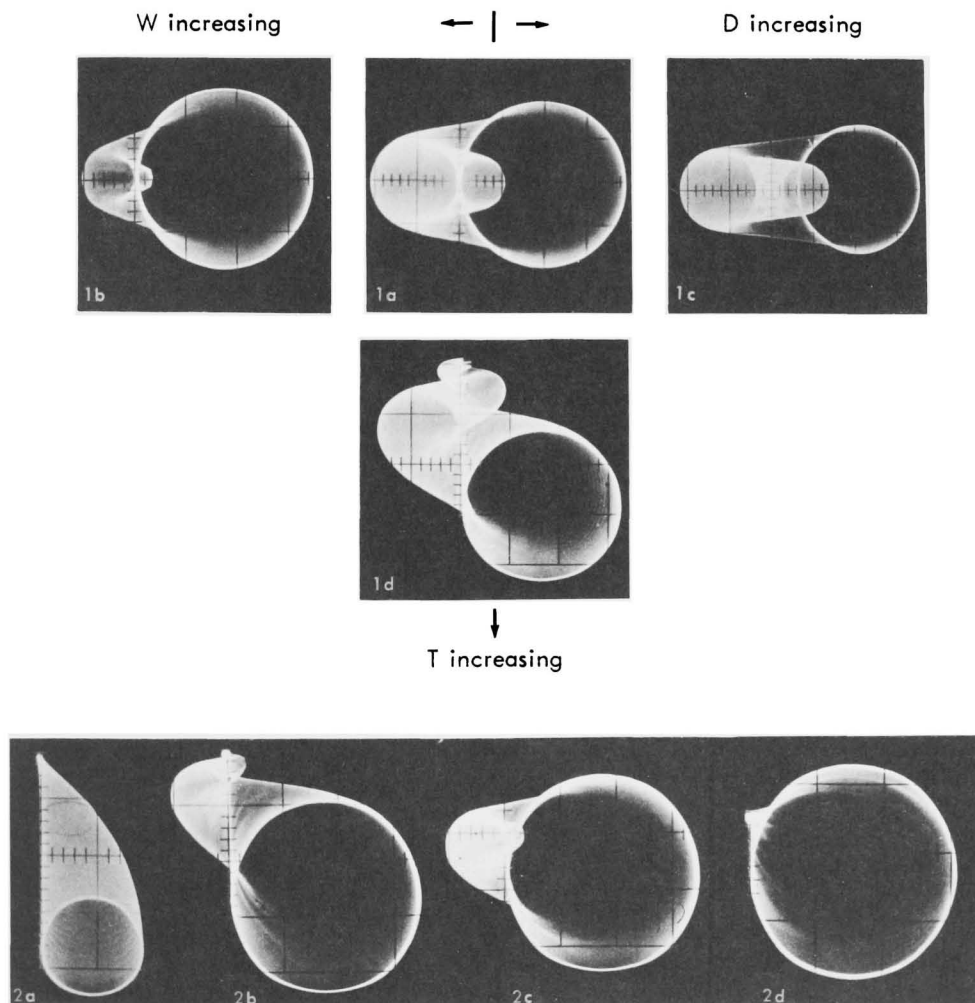 W increasing
D increasing
1b
1a
1c
1d
T increasing
2a
2b
2c
2d